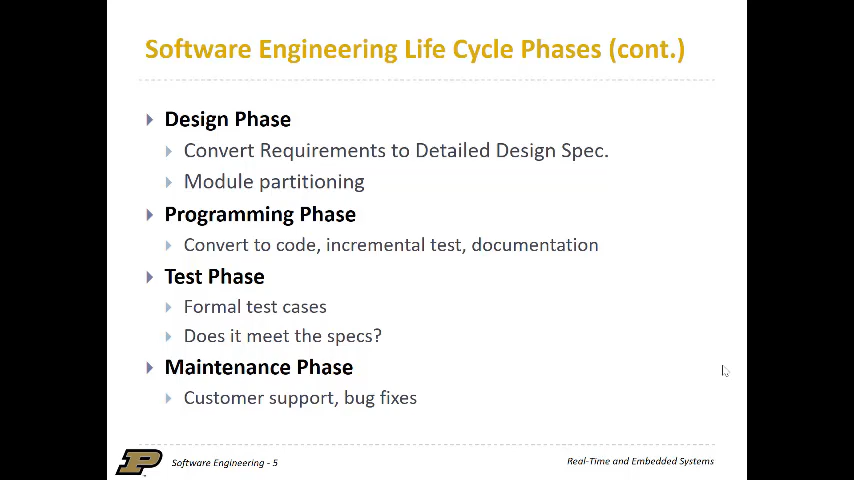 Software Engineering Life Cycle Phases (cont.)
Design Phase
Convert Requirements to Detailed Design Spec.
Module partitioning
Programming Phase
Convert to code, incremental test, documentation
Test Phase
Formal test cases
Does it meet the specs?
Maintenance Phase
Customer support, bug fixes
P
Software Engineering - 5
Real-Time and Embedded Systems